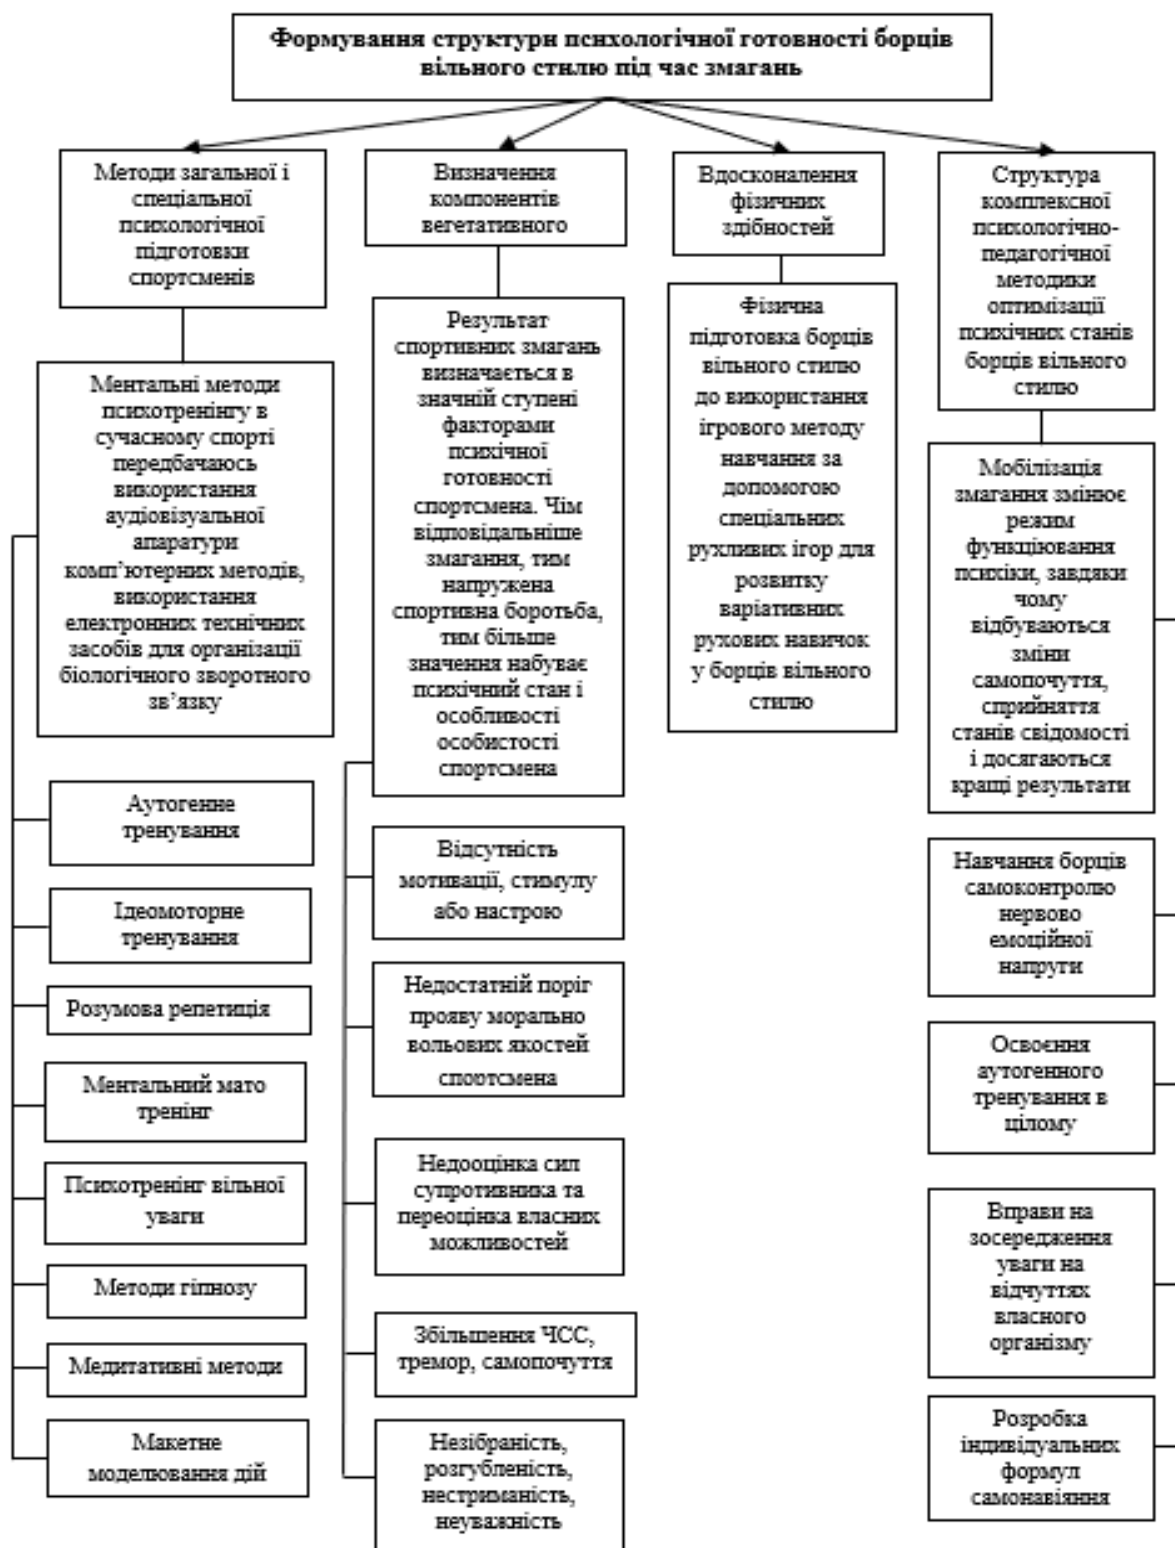 Формування структури психологічної готовності борців
вільного стилю під час змагань
Методи загальної і
спеціальної
психологічної
підготовки
спортсменів
Ментальні методи
психотренінгу в
сучасному спорті
передбачаюсь
використання
аудіовізуальної
апаратури
комп’ютерних методів,
використання
електронних технічних
засобів для організації
біологічного зворотного
зв’язку
Аутогенне
тренування
Ідеомоторне
тренування
Розумова репетиція
Ментальний мато
тренінг
Психотренінг вільної
уваги
Методи гіпнозу
Медитативні методи
Макетне
моделювання дій
Визначення
компонентів
вегетативного
Результат
спортивних змагань
визначається в
значній ступені
факторами
психічної
готовності
спортсмена. Чім
відповідальніше
змагання, тим
напружена
спортивна боротьба,
тим більше
значення набуває
психічний стан і
особливості
особистості
спортсмена
Відсутність
мотивації, стимулу
або настрою
Недостатній поріг
прояву морально
вольових якостей
спортсмена
Недооцінка сил
супротивника та
переоцінка власних
можливостей
Збільшення ЧСС,
тремор, самопочуття
Незібраність,
розгубленість,
нестриманість,
неуважність
Вдосконалення
фізичних
здібностей
Фізична
підготовка борців
вільного стилю
до використання
ігрового методу
навчання за
допомогою
спеціальних
рухливих ігор для
розвитку
варіативних
рухових навичок
у борців вільного
стилю
Структура
комплексної
психологічно-
педагогічної
методики
оптимізації
психічних станів
борців вільного
стилю
Мобілізація
змагання змінює
режим
функціювання
психіки, завдяки
чому
відбуваються
зміни
самопочуття,
сприйняття
станів свідомості
і досягаються
кращі результати
Навчання борців
самоконтролю
нервово
емоційної
напруги
Освоєння
аутогенного
тренування в
цілому
Вправи на
зосередження
уваги на
відчуттях
власного
організму
Розробка
індивідуальних
формул
самонавіяння